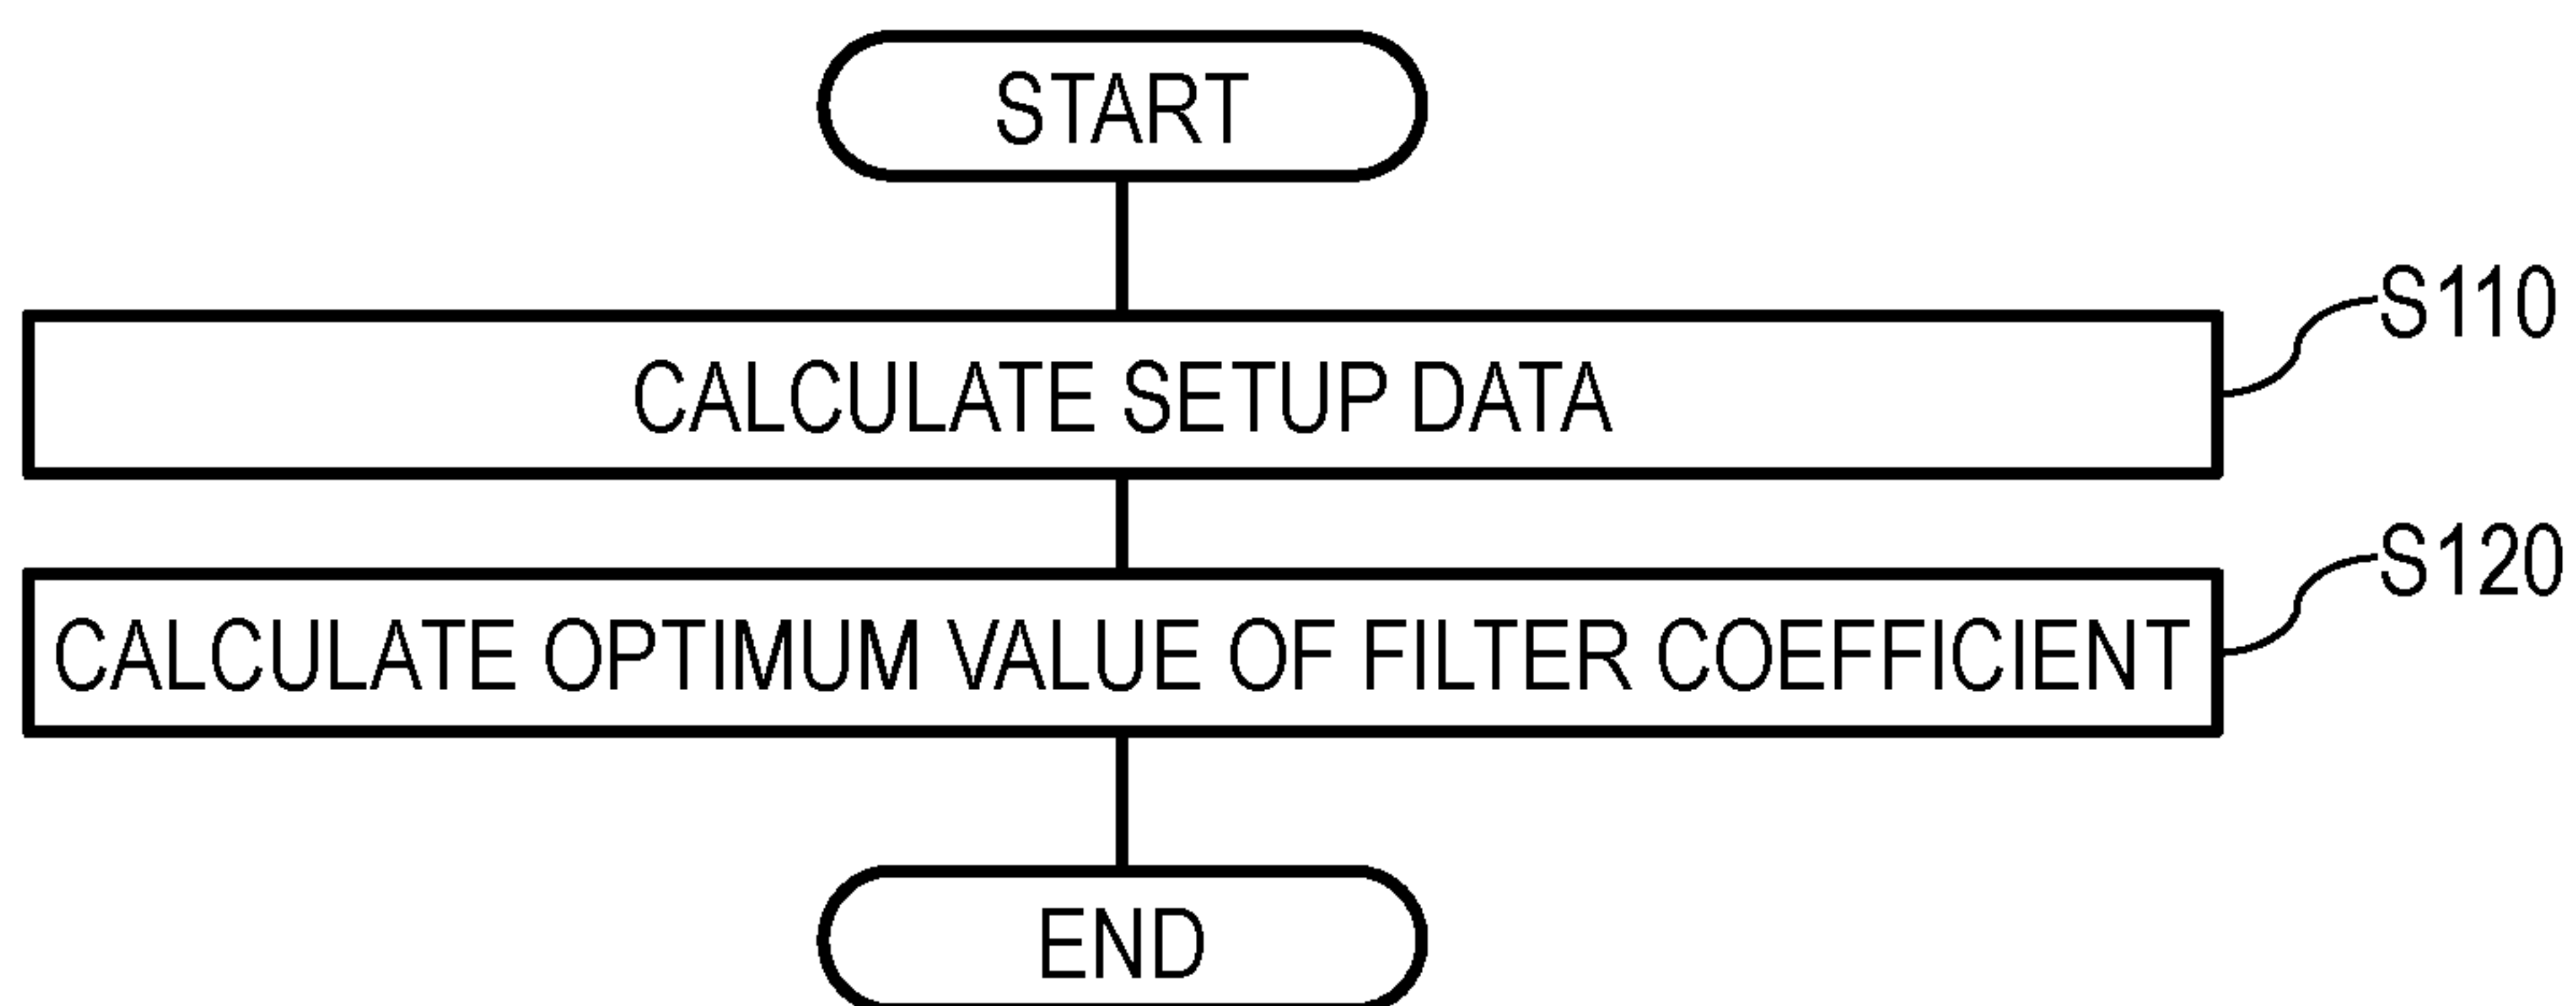 START
S110
CALCULATE SETUP DATA
S120
CALCULATE OPTIMUM VALUE OF FILTER COEFFICIENT
END